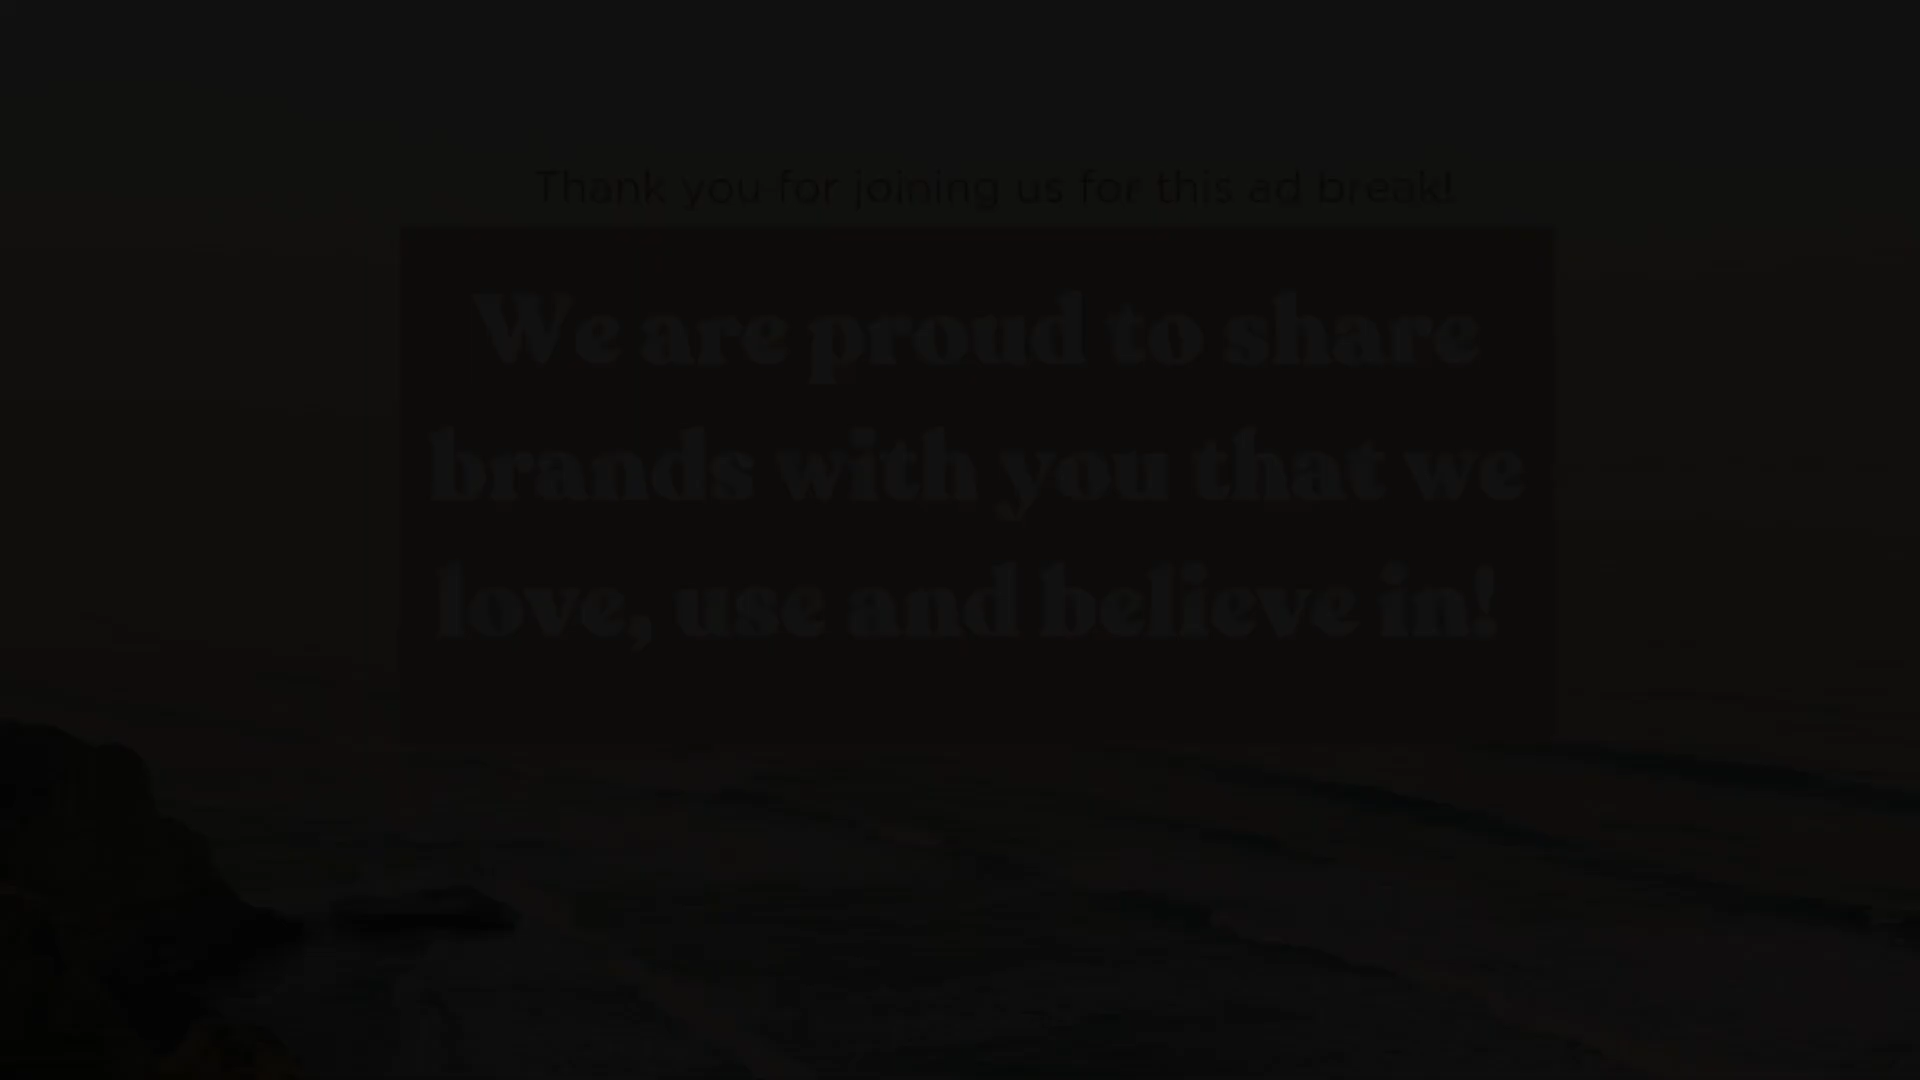 Thank you for joining us for this ad break!
We are proud to share
brands with you that we
love, use and believe in!